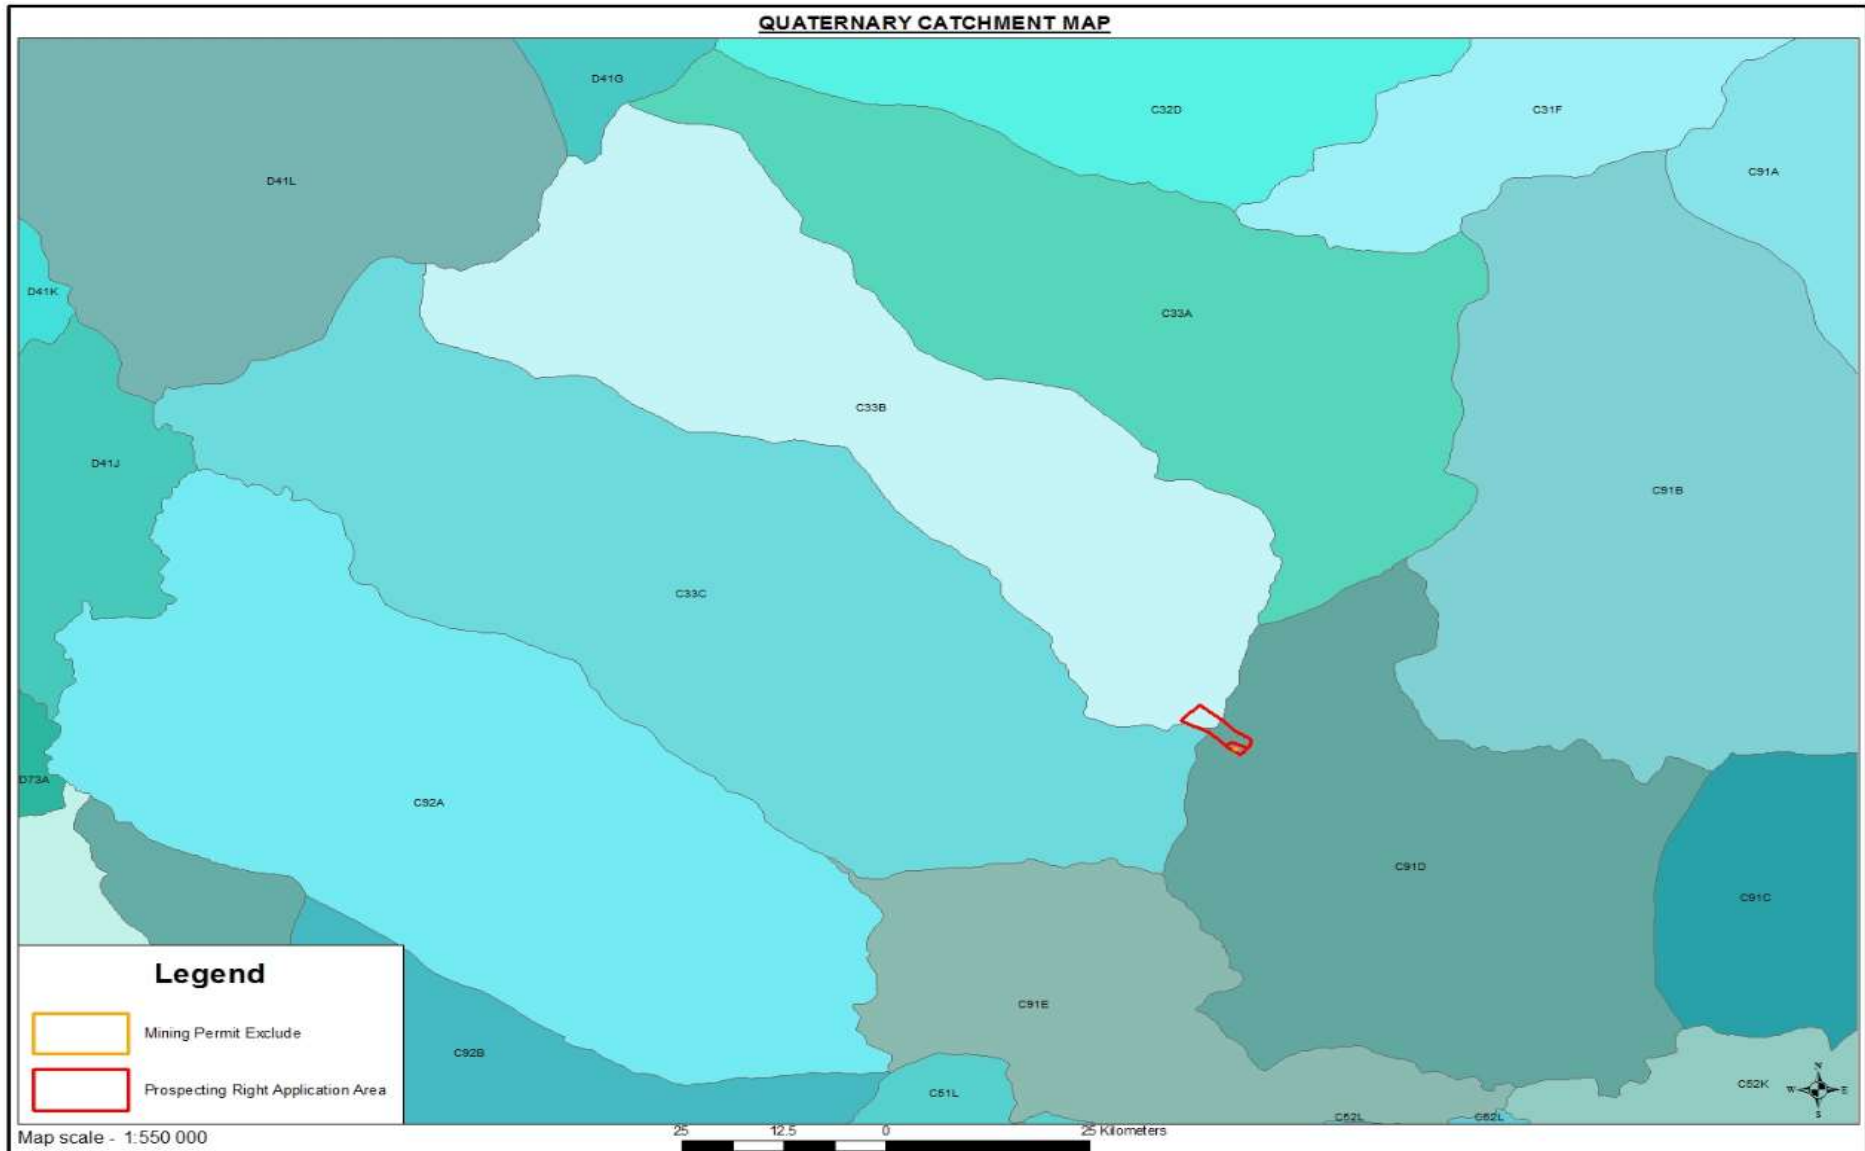 QUATERNARY CATCHMENT MAP
D41G
C32D
C31F
C91A
D41L
D41K
C33A
C33B
D41J
C91B
C33C
D73A
C92A
C91D
C91C
C91E
C92B
C51L
C52K
C52L
C52L
N
W E
S
Legend
Mining Permit Exclude
Prospecting Right Application Area
Map scale - 1:550 000
25 12.5 0 25 Kilometers